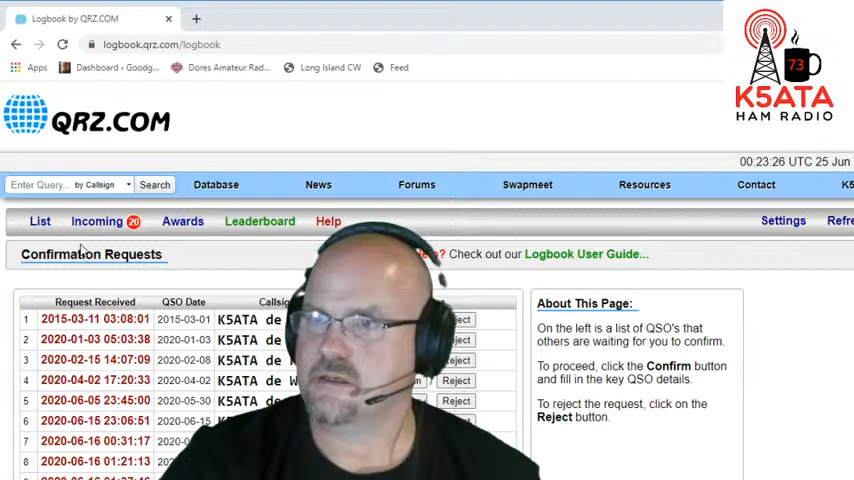 Logbook by QRZ.COM
logbook.qrz.com/logbook
Apps
Dashboard ‹ Goodg...
Dores Amateur Rad...
Long Island CW
Feed
73
K5ATA
HAM RADIO
QRZ.COM
00:23:26 UTC 25 Jun
Enter Query... by Callsign Search Database News Forums Swapmeet Resources Contact K5
List Incoming 20 Awards Leaderboard Help Settings Refre
Confirmation Requests
Check out our Logbook User Guide...
Request Received QSO Date
1 2015-03-11 03:08:01 2015-03-01 K5ATA de
2 2020-01-03 05:03:38 2020-01-03 K5ATA de Reject
3 2020-02-15 14:07:09 2020-02-08 K5ATA de Reject
4 2020-04-02 17:20:33 2020-04-02 K5ATA de / Reject
5 2020-06-05 23:45:00 2020-05-30 Reject
6 2020-06-15 23:06:51 2020-06-15
7 2020-06-16 00:31:17
8 2020-06-16 01:21:13
About This Page:
On the left is a list of QSO's that
others are waiting for you to confirm.
To proceed, click the Confirm button
and fill in the key QSO details.
To reject the request, click on the
Reject button.